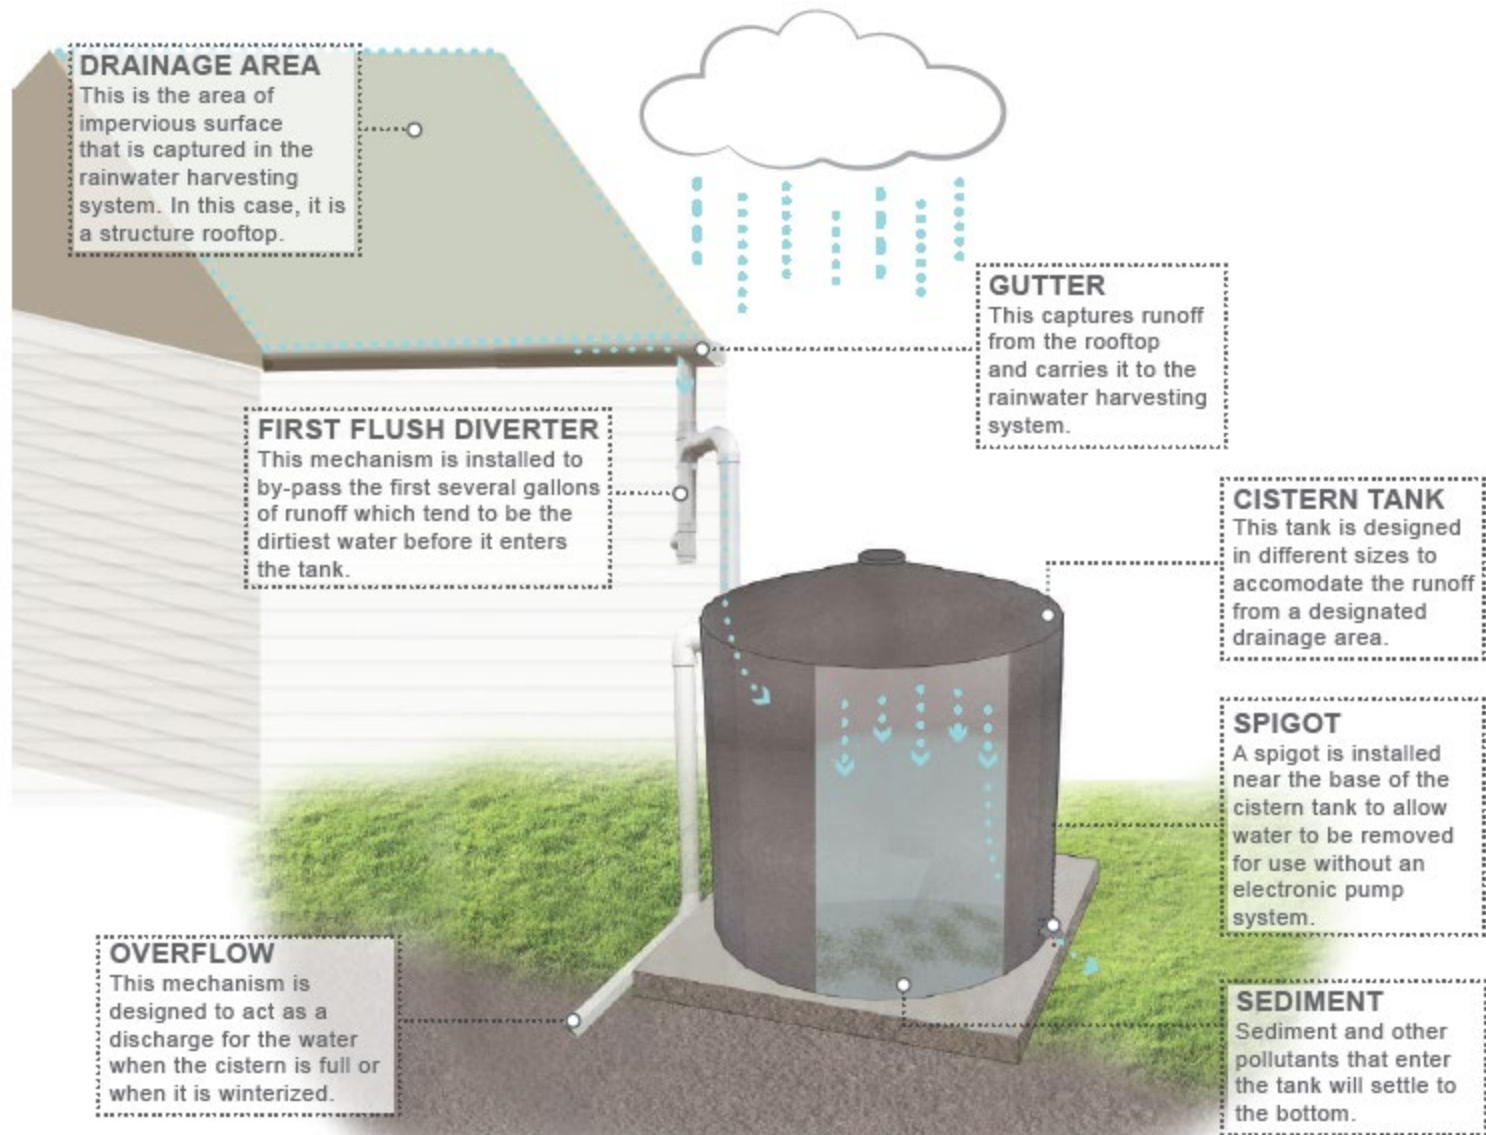 DRAINAGE AREA
This is the area of
impervious surface
that is captured in the
rainwater harvesting
system. In this case, it is
a structure rooftop.
GUTTER
This captures runoff
from the rooftop
and carries it to the
rainwater harvesting
system.
FIRST FLUSH DIVERTER
This mechanism is installed to
by-pass the first several gallons
of runoff which tend to be the
dirtiest water before it enters
the tank.
CISTERN TANK
This tank is designed
in different sizes to
accomodate the runoff
from a designated
drainage area.
SPIGOT
A spigot is installed
near the base of the
cistern tank to allow
water to be removed
for use without an
electronic pump
system.
OVERFLOW
This mechanism is
designed to act as a
discharge for the water
when the cistern is full or
when it is winterized.
SEDIMENT
Sediment and other
pollutants that enter
the tank will settle to
the bottom.